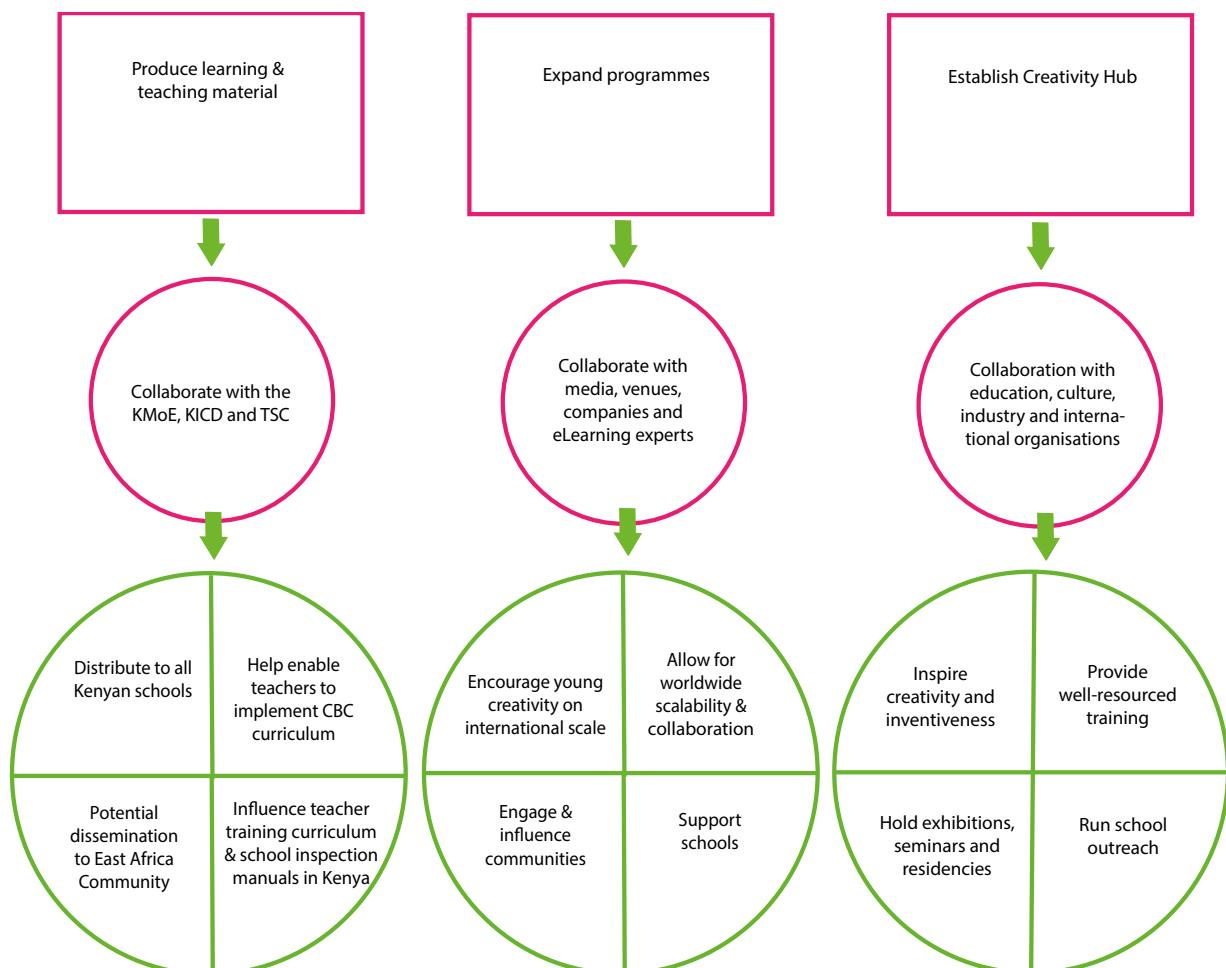 Produce learning &
teaching material
Expand programmes
Establish Creativity Hub
Collaborate with the
KMoE, KICD and TSC
Collaborate with
media, venues,
companies and
eLearning experts
Collaboration with
education, culture,
industry and interna-
tional organisations
Distribute to all
Kenyan schools
Help enable
teachers to
implement CBC
curriculum
Potential
dissemination
to East Africa
Community
Influence teacher
training curriculum
& school inspection
manuals in Kenya
Encourage young
creativity on
international scale
Allow for
worldwide
scalability &
collaboration
Engage &
influence
communities
Support
schools
Inspire
creativity and
inventiveness
Provide
well-resourced
training
Hold exhibitions,
seminars and
residencies
Run school
outreach